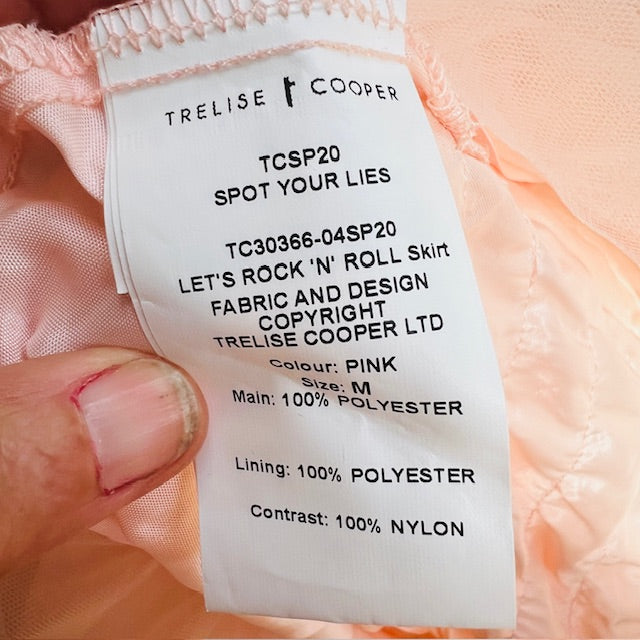 TRELISE COOPER
TCSP20
SPOT YOUR LIES
TC30366-04SP20
LET'S ROCK 'N' ROLL Skirt
FABRIC AND DESIGN
COPYRIGHT
TRELISE COOPER LTD
Colour: PINK
Size: M
Main: 100% POLYESTER
Lining: 100% POLYESTER
Contrast: 100% NYLON